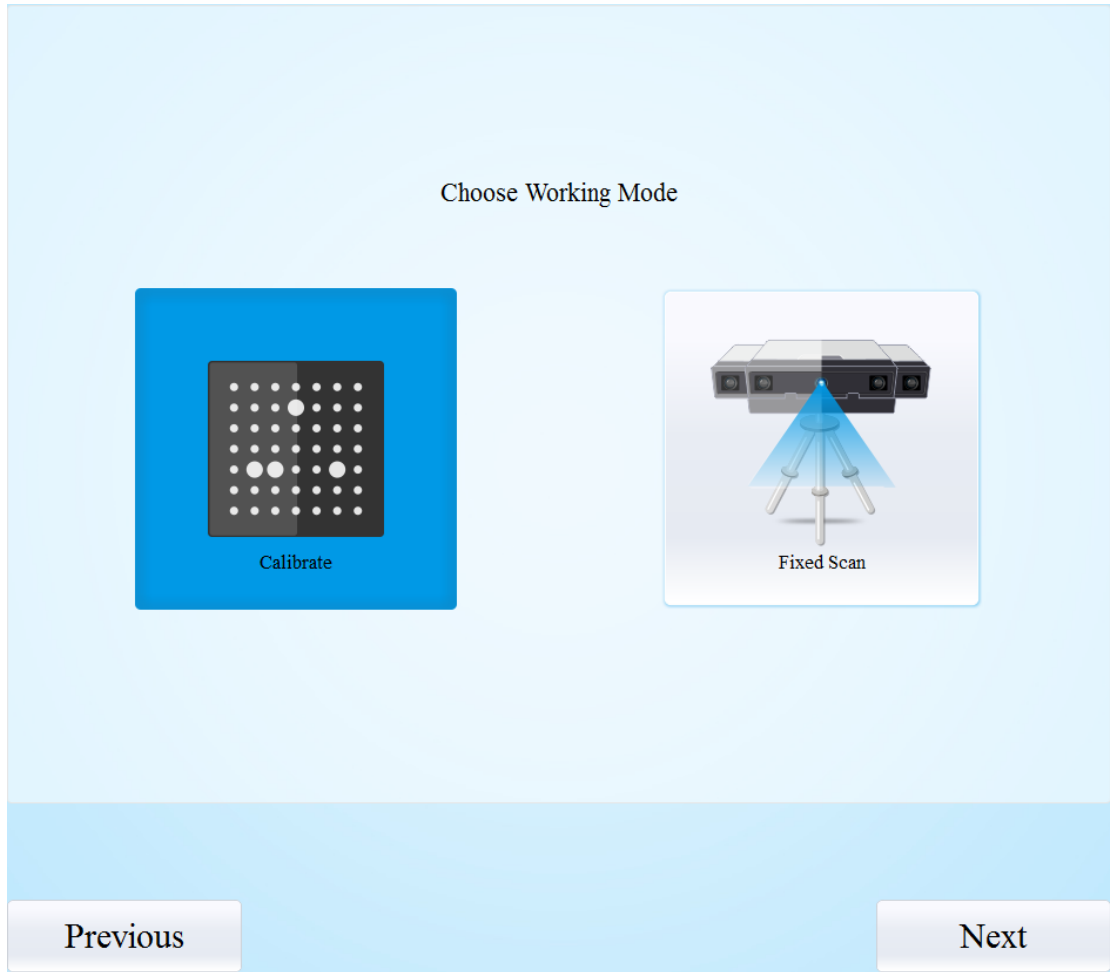 Choose Working Mode
Calibrate
Fixed Scan
Previous
Next